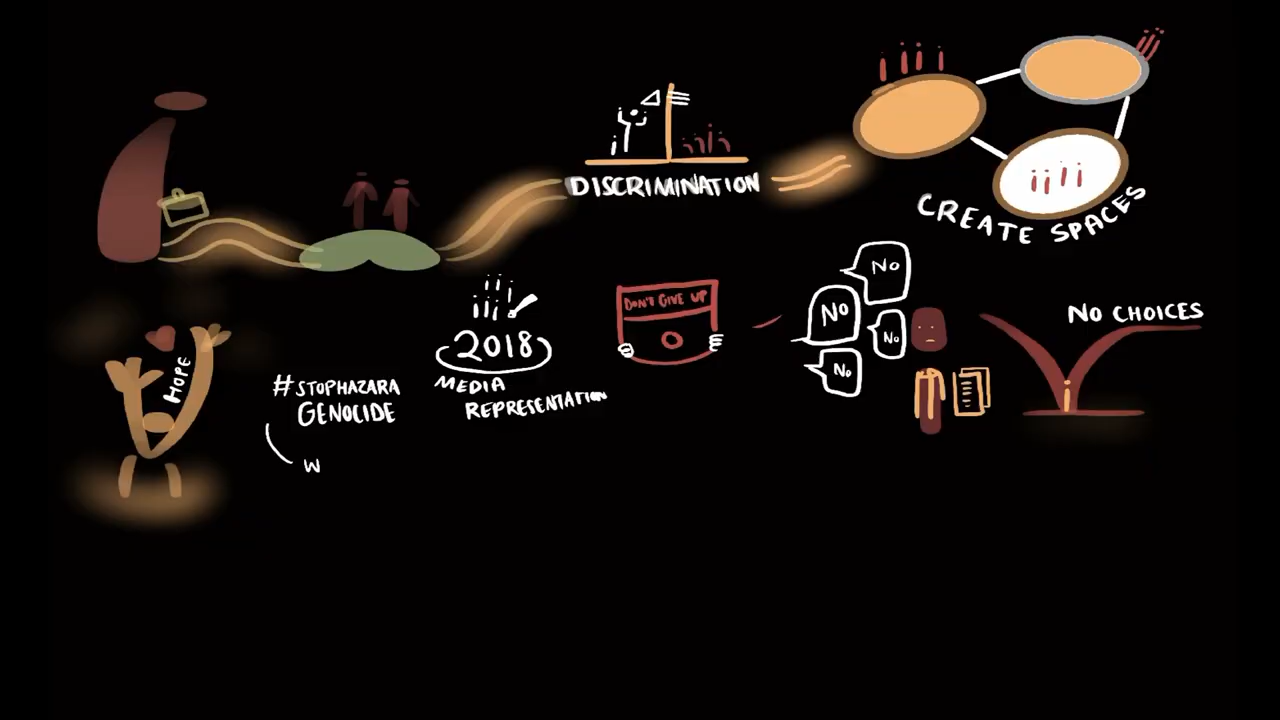 DISCRIMINATION
CREATE SPACES
HOPE
#STOPHAZARA
GENOCIDE
W
2018
MEDIA
REPRESENTATION
DON'T GIVE UP
NO
NO
NO
NO
NO CHOICES